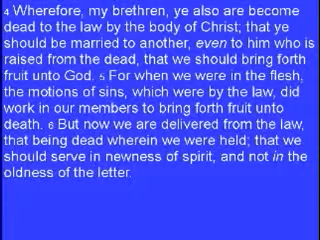 4 Wherefore, my brethren, ye also are become
dead to the law by the body of Christ; that ye
should be married to another, even to him who is
raised from the dead, that we should bring forth
fruit unto God. 5 For when we were in the flesh,
the motions of sins, which were by the law, did
work in our members to bring forth fruit unto
death. 6 But now we are delivered from the law,
that being dead wherein we were held; that we
should serve in newness of spirit, and not in the
oldness of the letter.